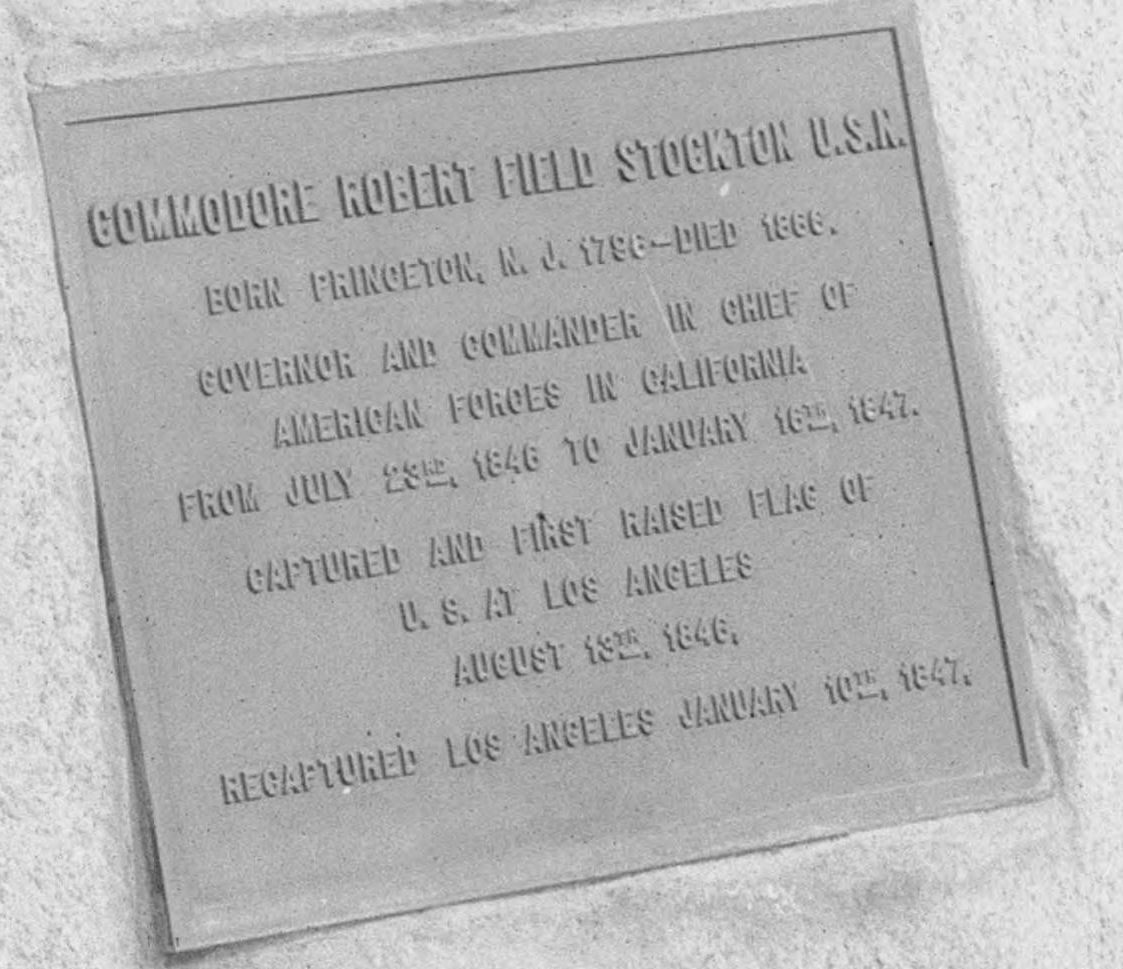 COMMODORE ROBERT FIELD STOCKTON U.S.N.
BORN PRINCETON, N. J. 1796–DIED 1866.
GOVERNOR AND COMMANDER IN CHIEF OF
AMERICAN FORCES IN CALIFORNIA
FROM JULY 23RD, 1846 TO JANUARY 16TH, 1847.
CAPTURED AND FIRST RAISED FLAG OF
U. S. AT LOS ANGELES
AUGUST 13TH, 1846.
RECAPTURED LOS ANGELES JANUARY 10TH, 1847.